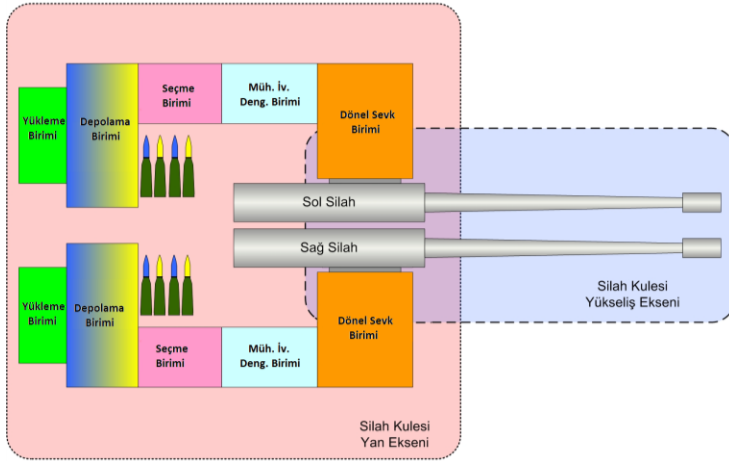 Yükleme
Birimi
Depolama
Birimi
Seçme
Birimi
Müh. İv.
Deng. Birimi
Dönel Sevk
Birimi
Sol Silah
Sağ Silah
Silah Kulesi
Yükseliş Ekseni
Yükleme
Birimi
Depolama
Birimi
Seçme
Birimi
Müh. İv.
Deng. Birimi
Dönel Sevk
Birimi
Silah Kulesi
Yan Ekseni